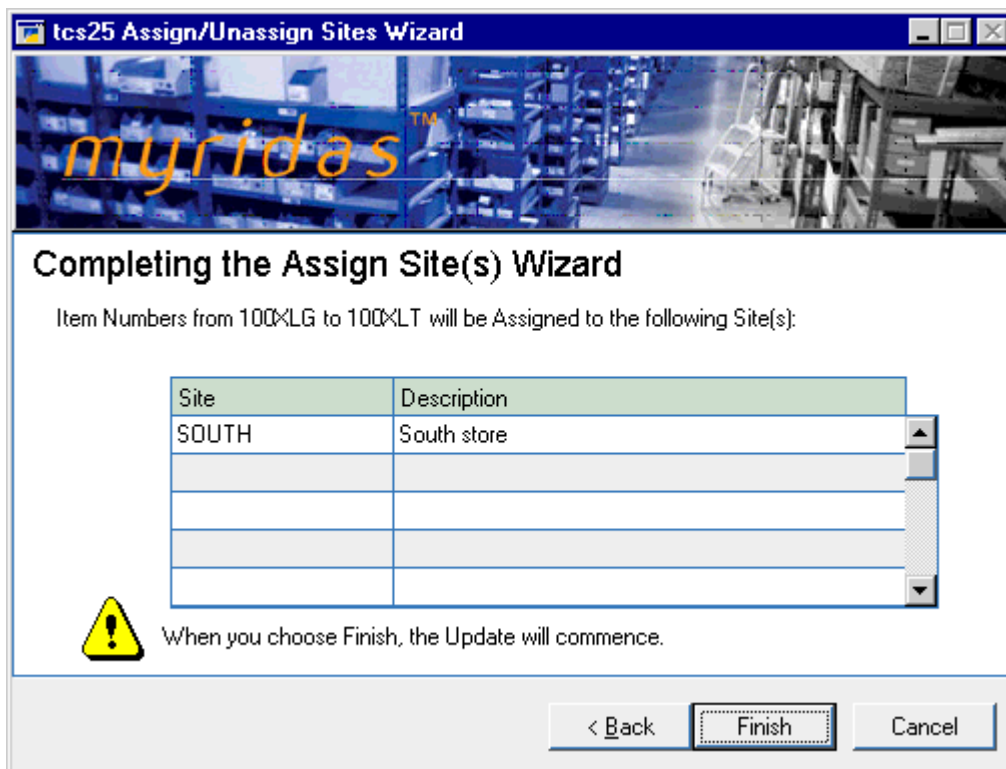 tcs25 Assign/Unassign Sites Wizard
myridas™
Completing the Assign Site(s) Wizard
Item Numbers from 100XLG to 100XLT will be Assigned to the following Site(s):
Site Description
SOUTH South store
When you choose Finish, the Update will commence.
< Back Finish Cancel